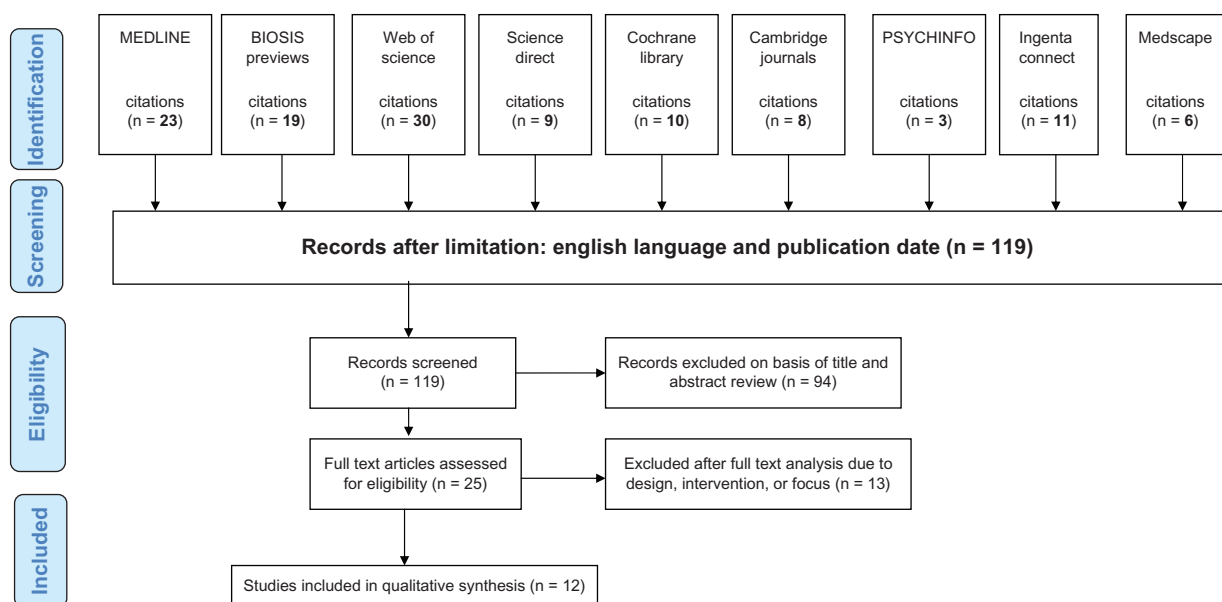 Identification
MEDLINE
citations
(n = 23)
BIOSIS
previews
citations
(n = 19)
Web of
science
citations
(n = 30)
Science
direct
citations
(n = 9)
Cochrane
library
citations
(n = 10)
Cambridge
journals
citations
(n = 8)
PSYCHINFO
citations
(n = 3)
Ingenta
connect
citations
(n = 11)
Medscape
citations
(n = 6)
Screening
Records after limitation: english language and publication date (n = 119)
Eligibility
Records screened
(n = 119)
Records excluded on basis of title and
abstract review (n = 94)
Full text articles assessed
for eligibility (n = 25)
Excluded after full text analysis due to
design, intervention, or focus (n = 13)
Included
Studies included in qualitative synthesis (n = 12)